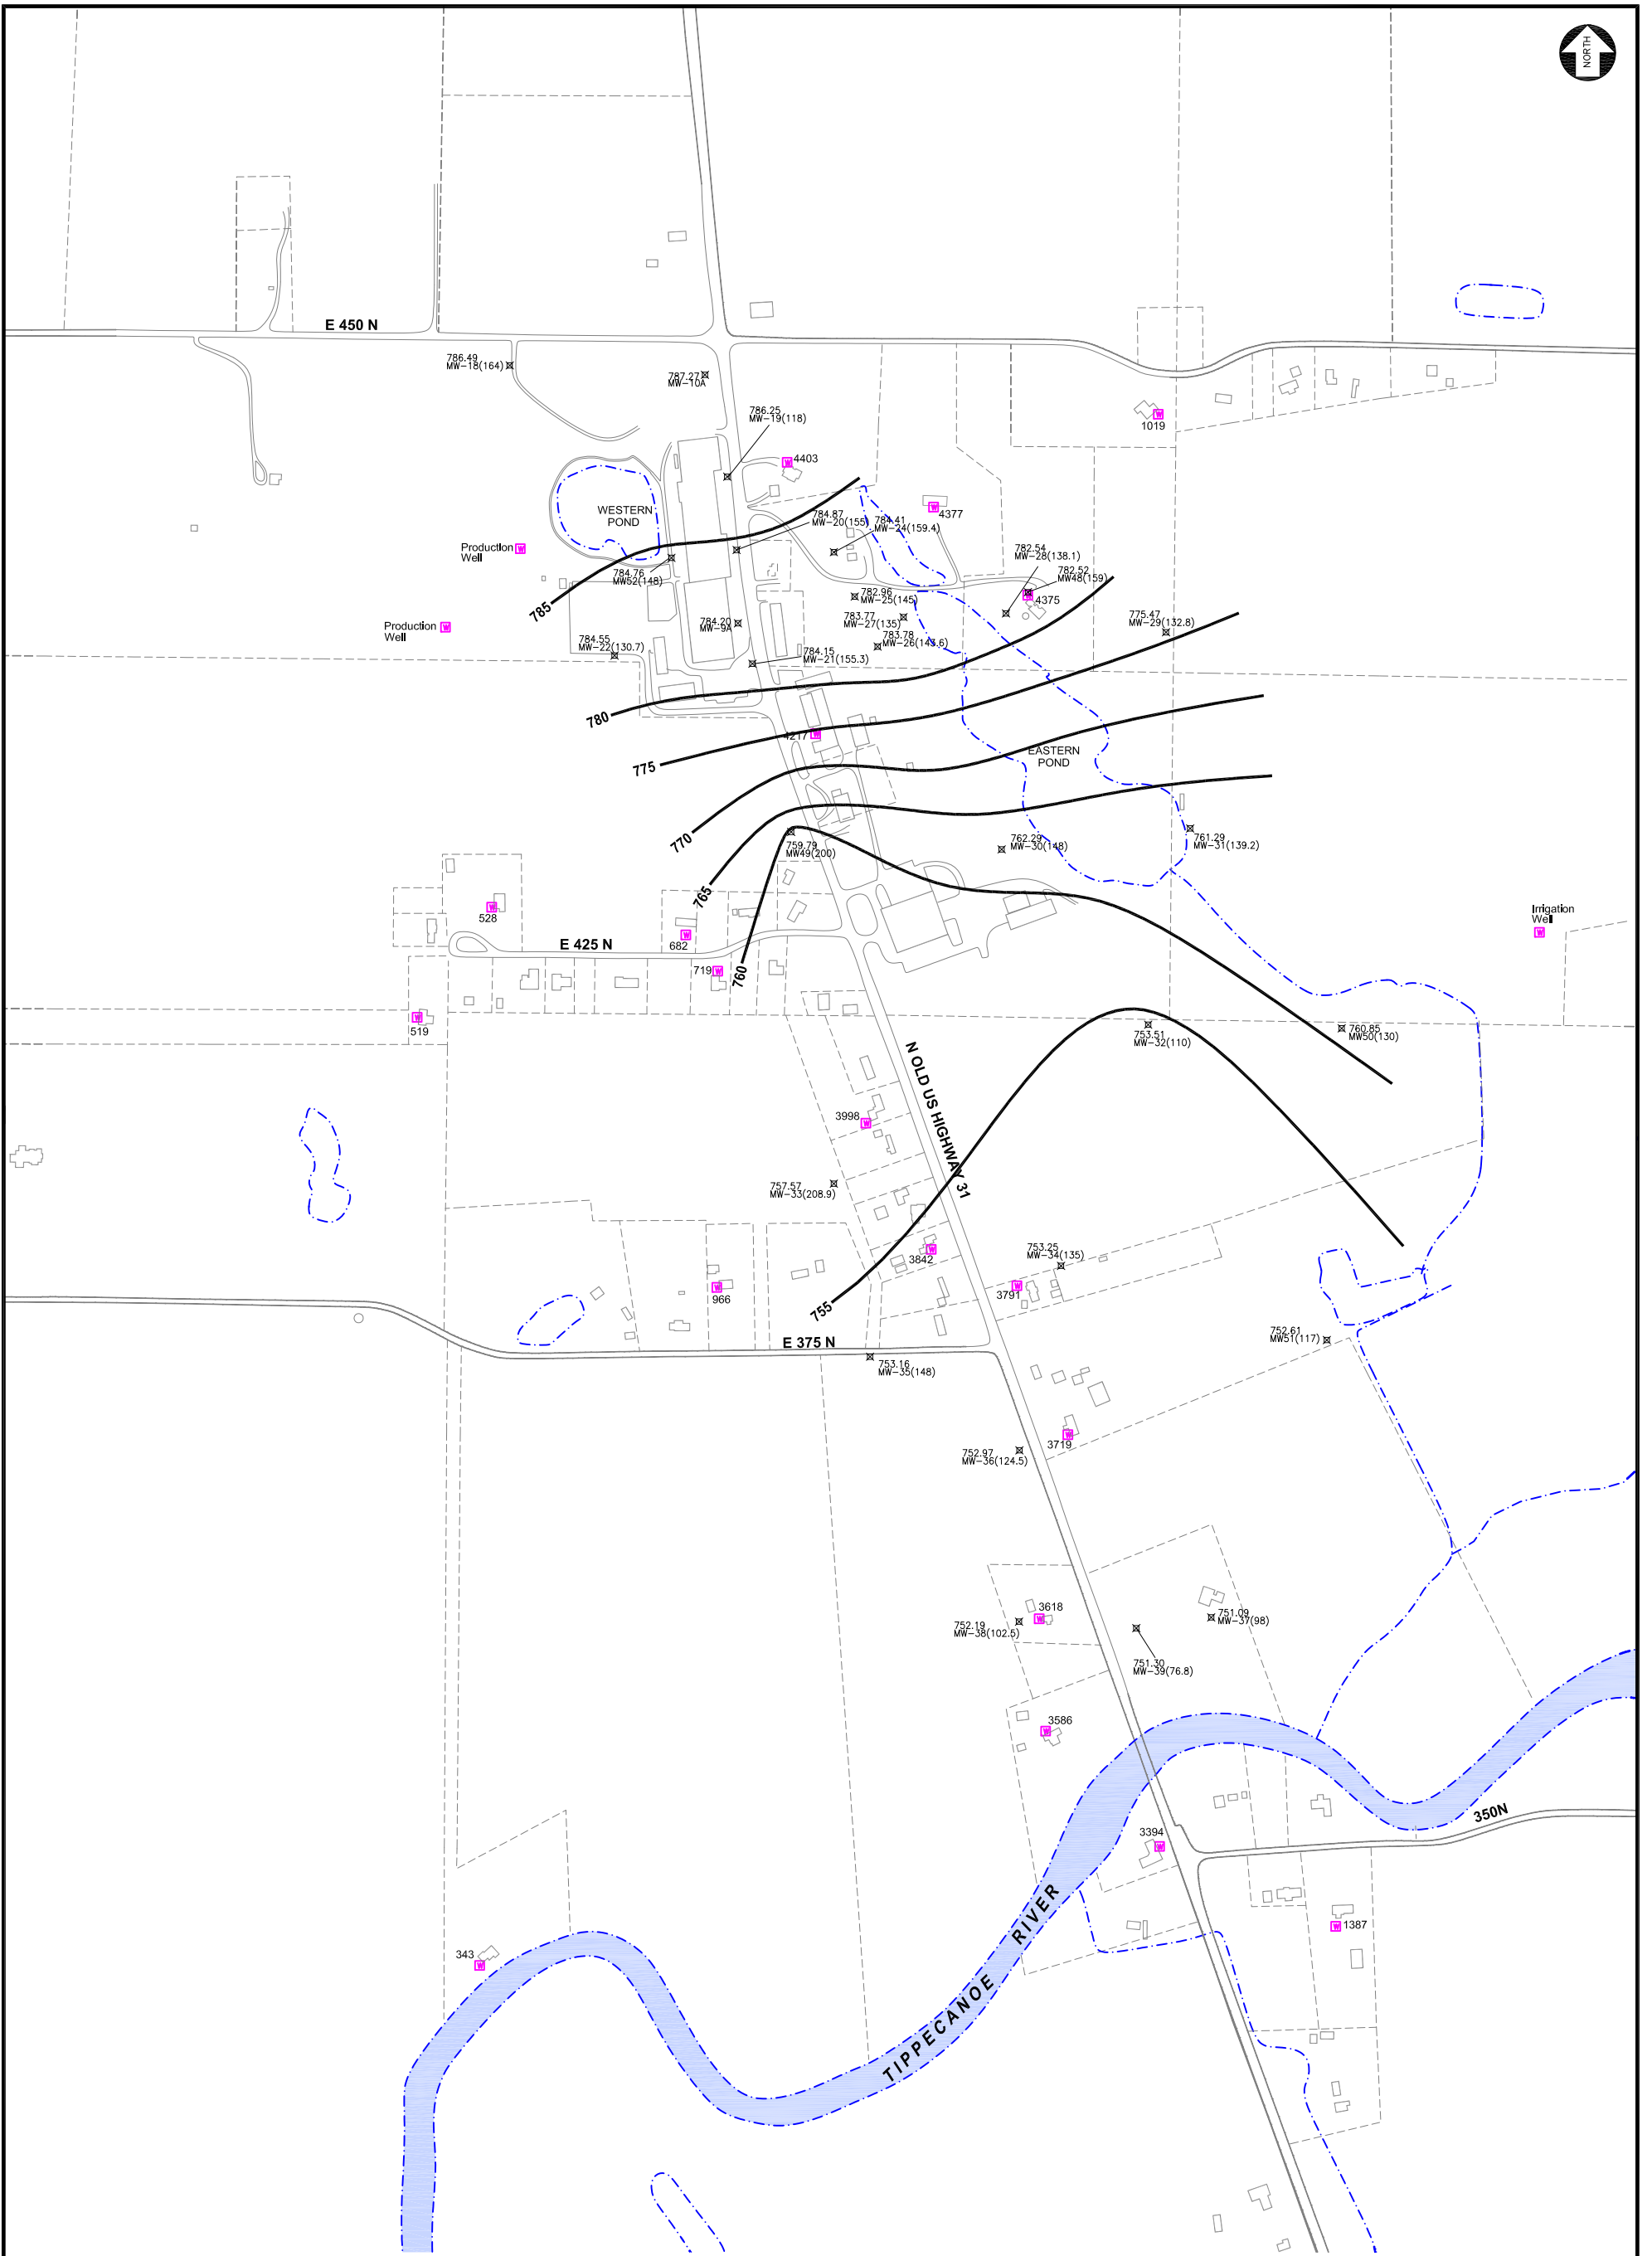 NORTH
E 450 N
786.49
MW-18(164)
787.27
MW-10A
786.25
MW-19(118)
1019
4403
WESTERN
POND
4377
784.87
MW-20(155)
784.41
MW-24(159.4)
Production
Well
784.76
MW52(148)
782.54
MW-28(138.1)
782.52
MW48(159)
4375
785
782.96
MW-25(145)
783.77
MW-27(135)
775.47
MW-29(132.8)
Production
Well
784.20
MW-9A
784.55
MW-22(130.7)
783.78
MW-26(143.6)
784.15
MW-21(155.3)
780
4217
775
EASTERN
POND
770
759.79
MW49(200)
762.29
MW-30(148)
761.29
MW-31(139.2)
765
528
Irrigation
Well
682
E 425 N
719
760
519
753.51
MW-32(110)
760.85
MW50(130)
N OLD US HIGHWAY 31
3998
757.57
MW-33(208.9)
3842
753.25
MW-34(135)
966
3791
755
E 375 N
752.61
MW51(117)
753.16
MW-35(148)
3719
752.97
MW-36(124.5)
3618
752.19
MW-38(102.5)
751.09
MW-37(98)
751.30
MW-39(76.8)
3586
350N
3394
1387
343
TIPPECANOE RIVER